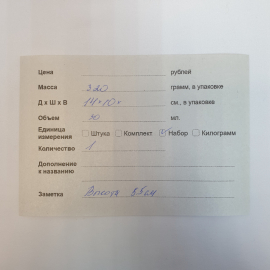 Цена рублей
Масса 320 грамм, в упаковке
Д х Ш х В 14×10× см., в упаковке
Объем мл.
Единица измерения Штука Комплект Набор Килограмм
Количество 1
Дополнение к названию
Заметка Высота